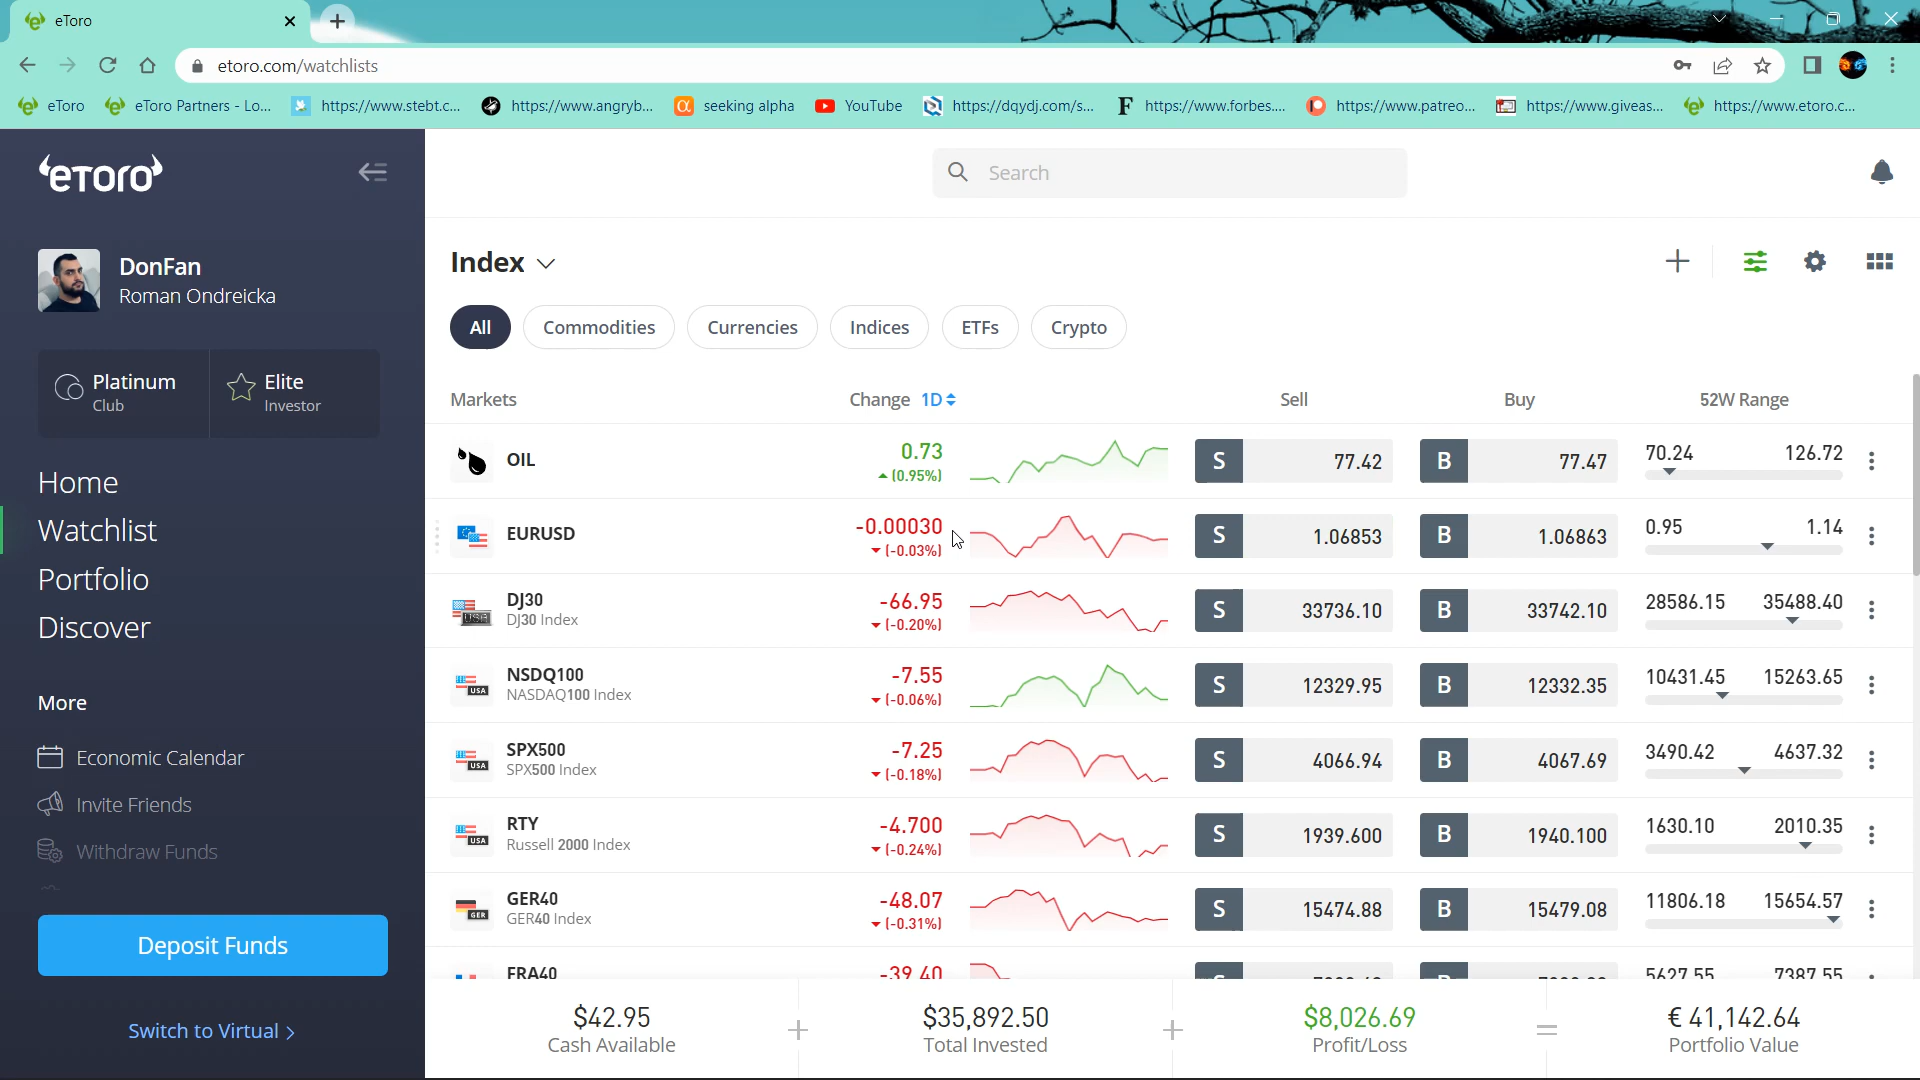 eToro
etoro.com/watchlists
eToro
eToro Partners - Lo...
https://www.stebt.c...
https://www.angryb...
seeking alpha
YouTube
https://dqydj.com/s...
https://www.forbes....
https://www.patreo...
https://www.giveas...
https://www.etoro.c...
eToro
Search
DonFan
Roman Ondreicka
Platinum
Club
Elite
Investor
Home
Watchlist
Portfolio
Discover
More
Economic Calendar
Invite Friends
Withdraw Funds
Deposit Funds
Switch to Virtual >
Index
All
Commodities
Currencies
Indices
ETFs
Crypto
Markets Change 1D Sell Buy 52W Range
OIL 0.73 (0.95%) S 77.42 B 77.47 70.24 126.72
EURUSD -0.00030 (-0.03%) S 1.06853 B 1.06863 0.95 1.14
DJ30 -66.95 (-0.20%) S 33736.10 B 33742.10 28586.15 35488.40
DJ30 Index
NSDQ100 -7.55 (-0.06%) S 12329.95 B 12332.35 10431.45 15263.65
NASDAQ100 Index
SPX500 -7.25 (-0.18%) S 4066.94 B 4067.69 3490.42 4637.32
SPX500 Index
RTY -4.700 (-0.24%) S 1939.600 B 1940.100 1630.10 2010.35
Russell 2000 Index
GER40 -48.07 (-0.31%) S 15474.88 B 15479.08 11806.18 15654.57
GER40 Index
FRA40 -39.40 5627.55 7387.55
$42.95 + $35,892.50 + $8,026.69 = € 41,142.64
Cash Available Total Invested Profit/Loss Portfolio Value